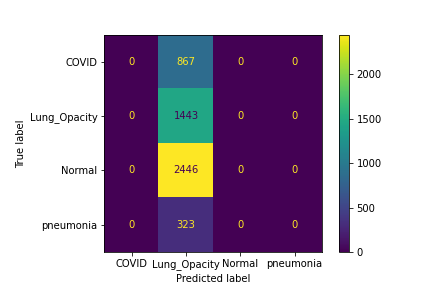 COVID
0 867 0 0
Lung_Opacity
0 1443 0 0
Normal
0 2446 0 0
pneumonia
0 323 0 0
COVID Lung_Opacity Normal pneumonia
Predicted label
True label
2000
1500
1000
500
0